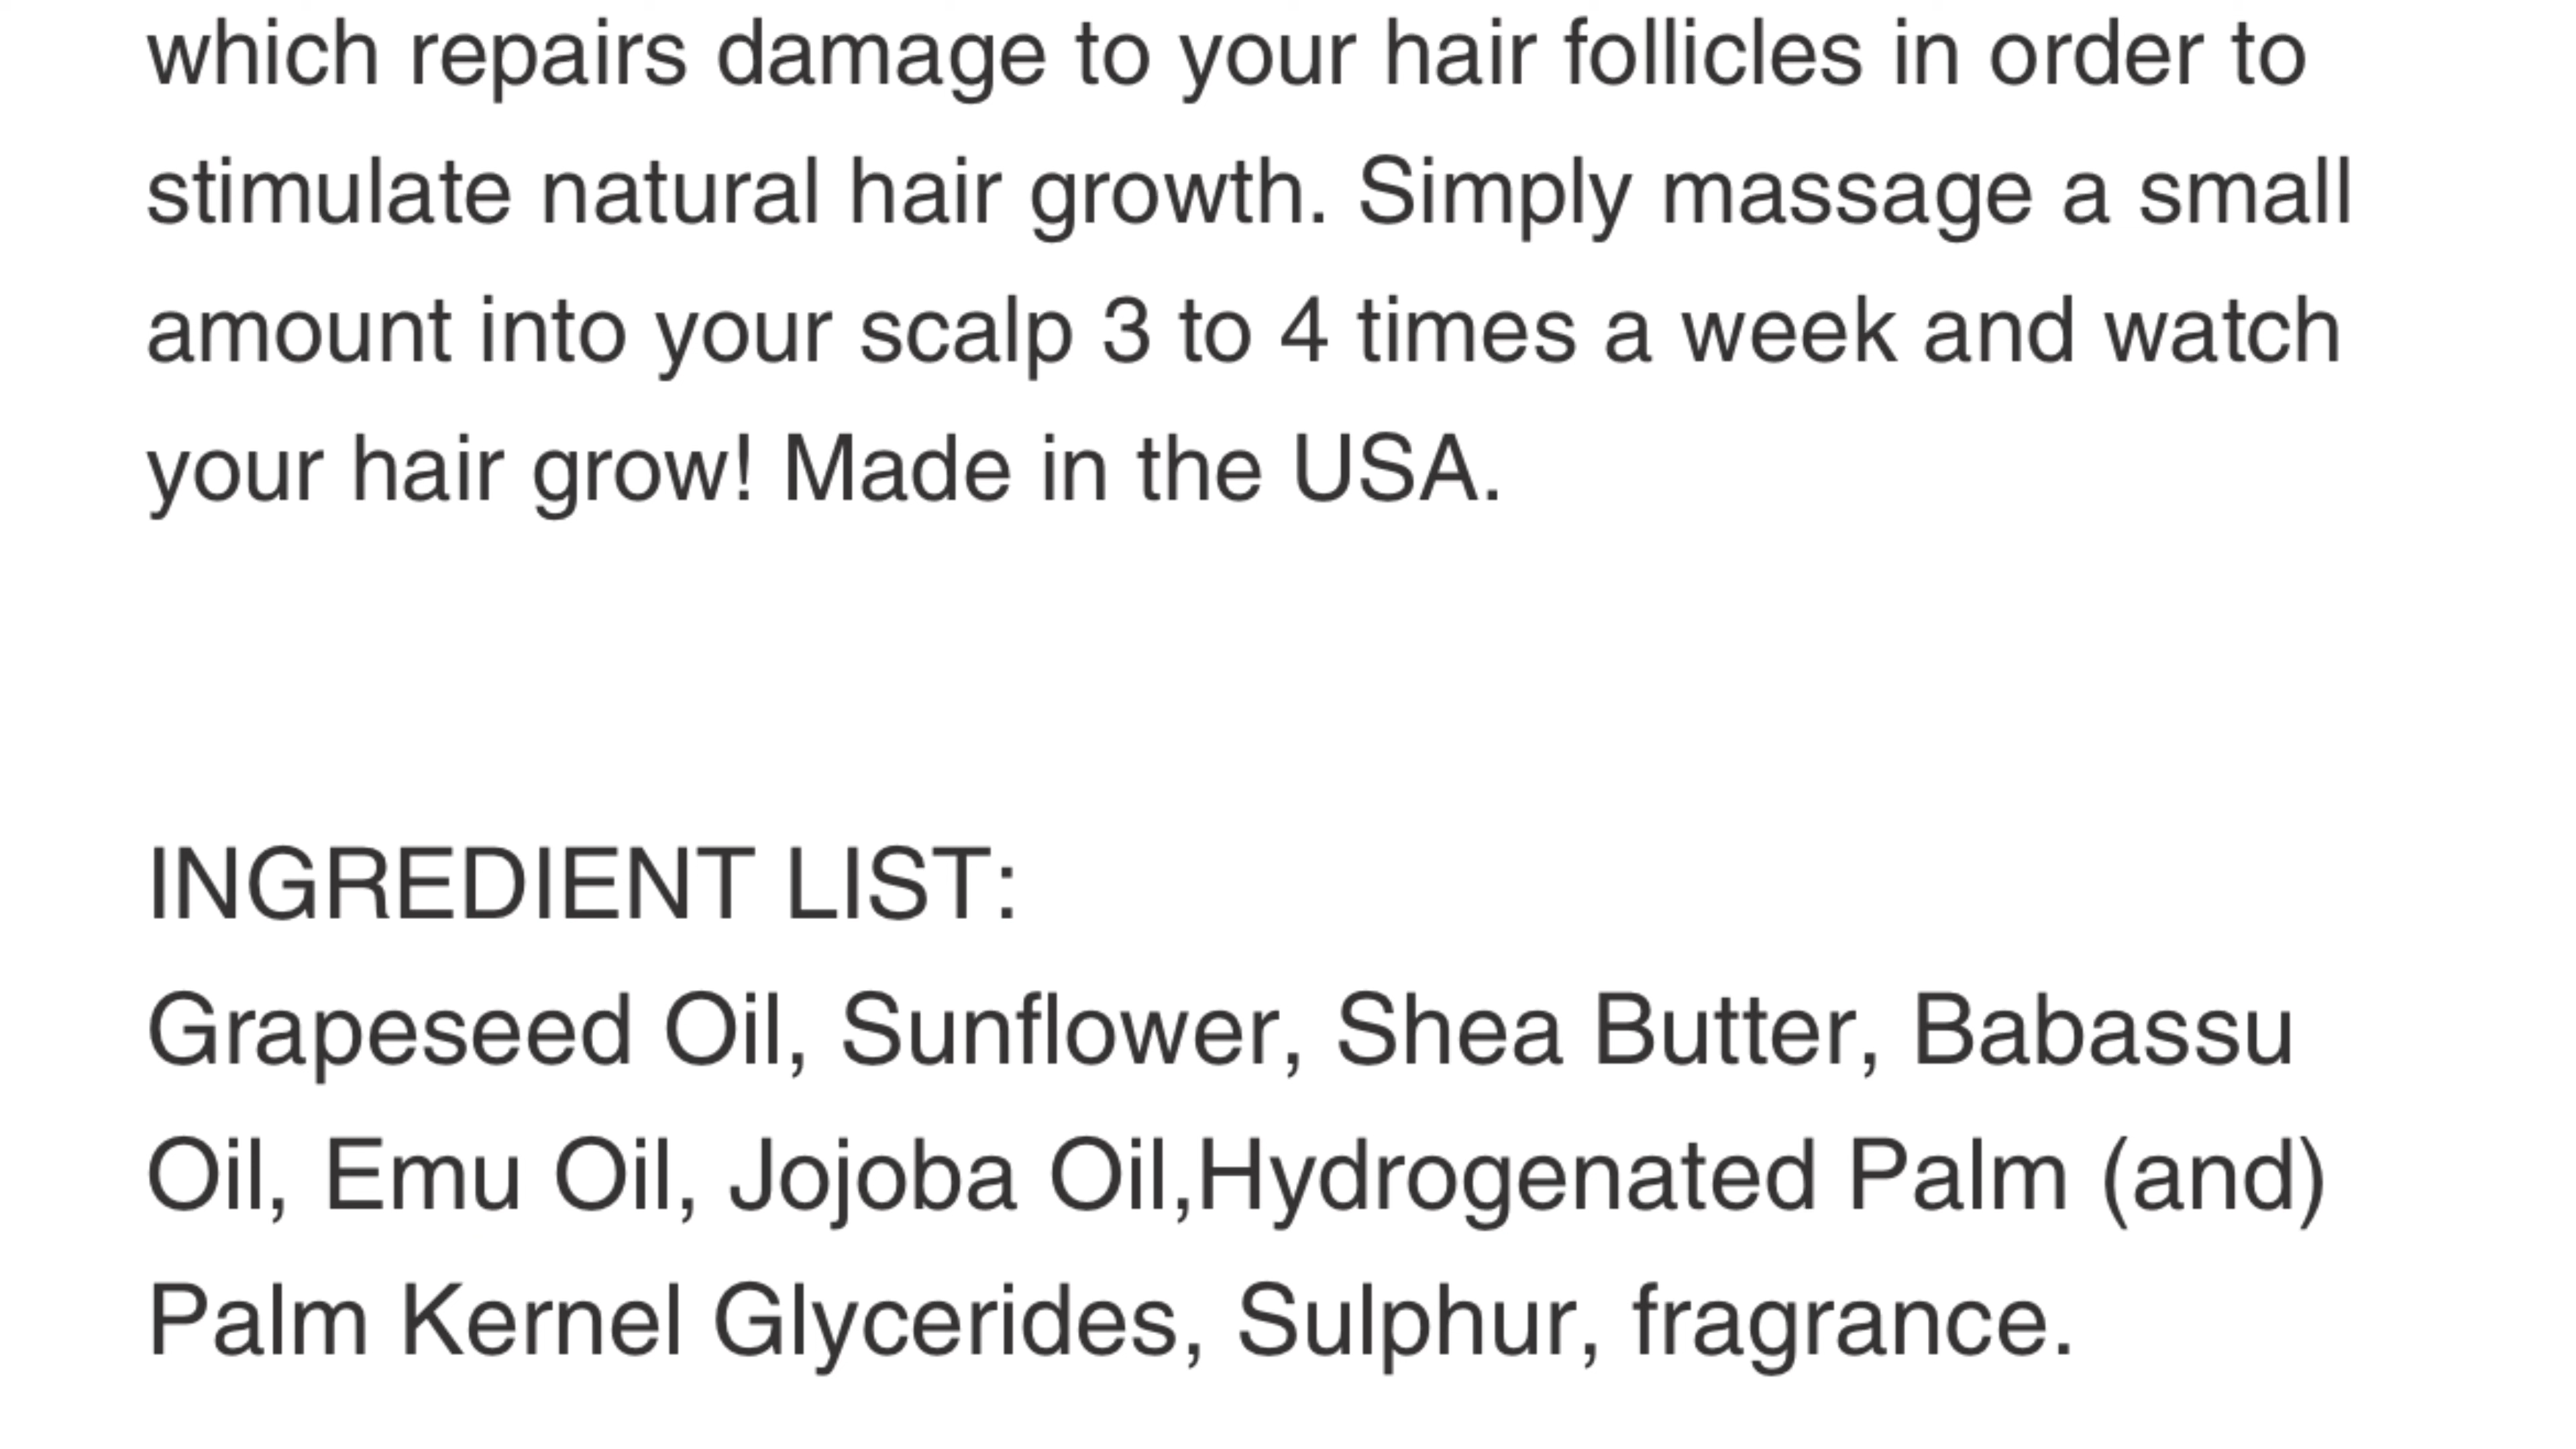 which repairs damage to your hair follicles in order to
stimulate natural hair growth. Simply massage a small
amount into your scalp 3 to 4 times a week and watch
your hair grow! Made in the USA.
INGREDIENT LIST:
Grapeseed Oil, Sunflower, Shea Butter, Babassu
Oil, Emu Oil, Jojoba Oil,Hydrogenated Palm (and)
Palm Kernel Glycerides, Sulphur, fragrance.